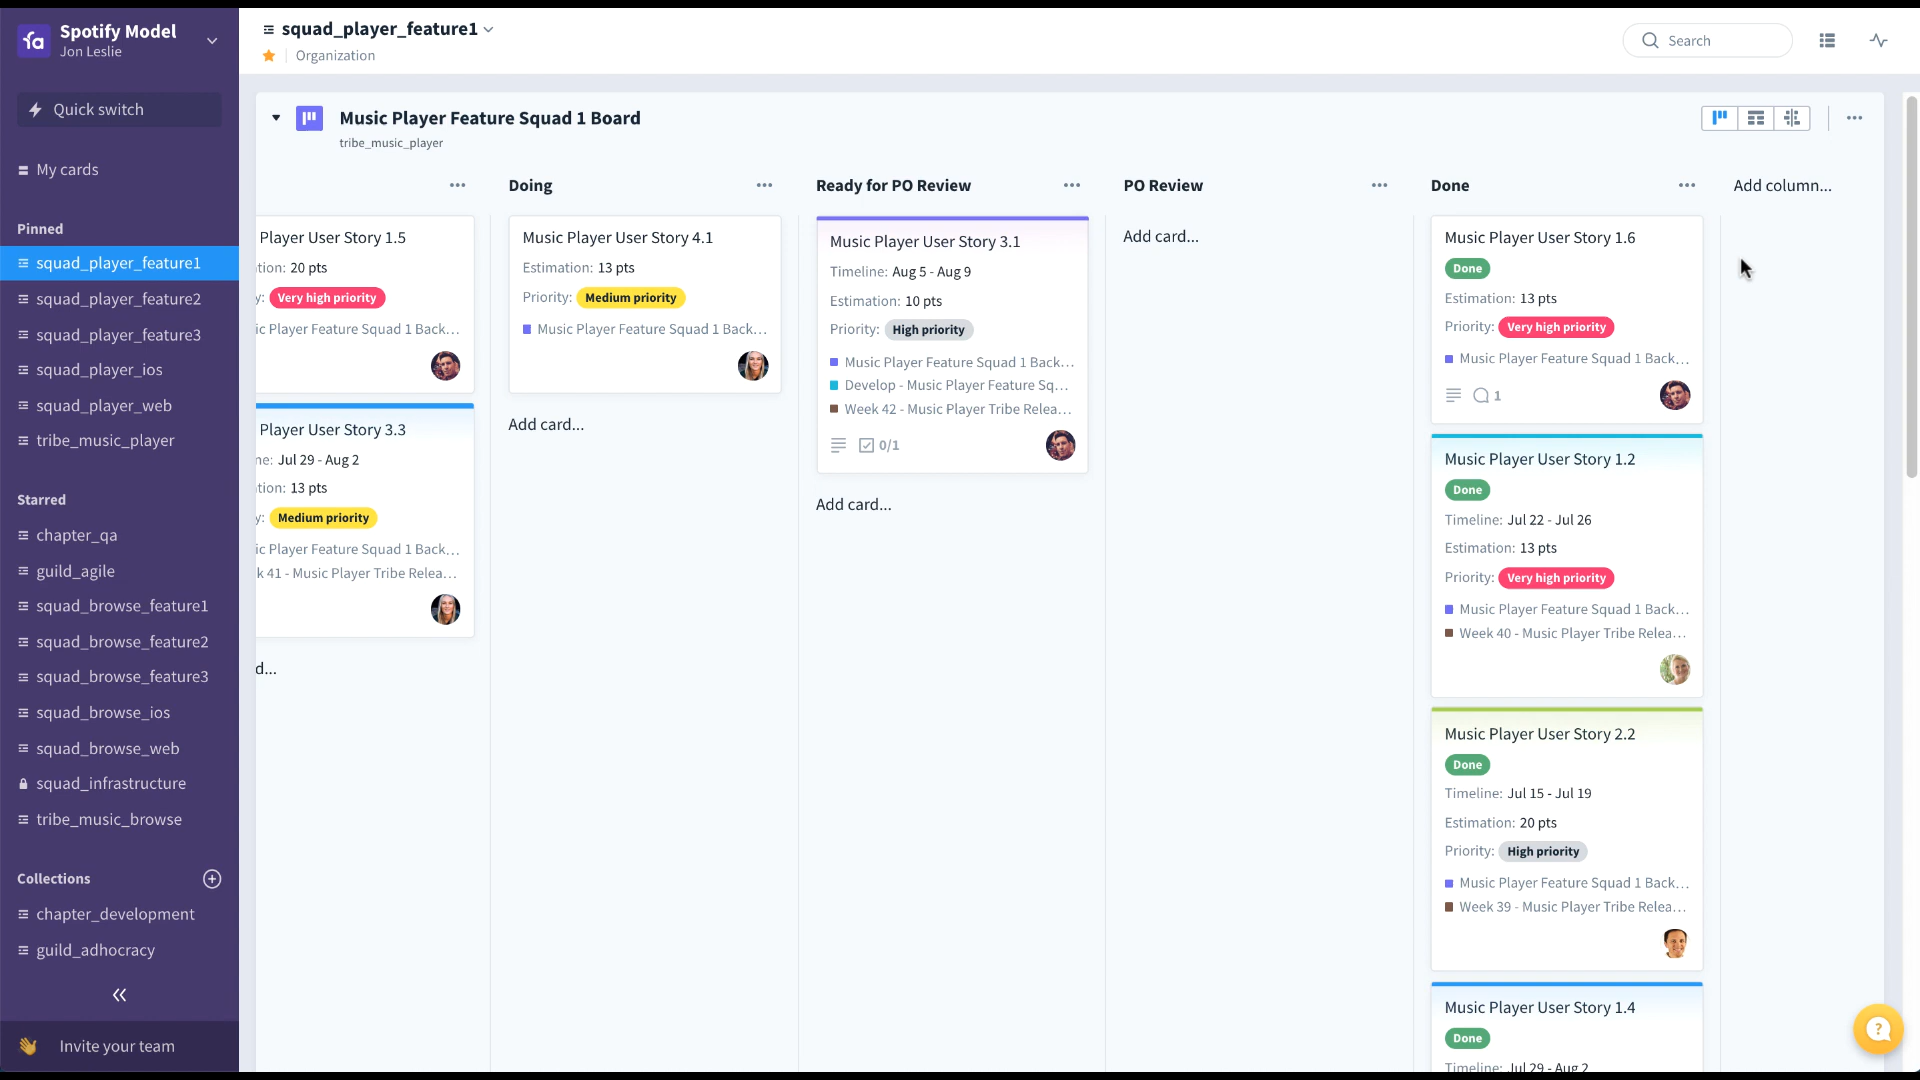 Spotify Model
Jon Leslie
Quick switch
My cards
Pinned
squad_player_feature1
squad_player_feature2
squad_player_feature3
squad_player_ios
squad_player_web
tribe_music_player
Starred
chapter_qa
guild_agile
squad_browse_feature1
squad_browse_feature2
squad_browse_feature3
squad_browse_ios
squad_browse_web
squad_infrastructure
tribe_music_browse
Collections
chapter_development
guild_adhocracy
Invite your team
squad_player_feature1
Organization
Search
Music Player Feature Squad 1 Board
tribe_music_player
Player User Story 1.5
tion: 20 pts
y: Very high priority
ic Player Feature Squad 1 Back...
Player User Story 3.3
ne: Jul 29 - Aug 2
tion: 13 pts
y: Medium priority
ic Player Feature Squad 1 Back...
k 41 - Music Player Tribe Relea...
d...
Doing
Music Player User Story 4.1
Estimation: 13 pts
Priority: Medium priority
Music Player Feature Squad 1 Back...
Add card...
Ready for PO Review
Music Player User Story 3.1
Timeline: Aug 5 - Aug 9
Estimation: 10 pts
Priority: High priority
Music Player Feature Squad 1 Back...
Develop - Music Player Feature Sq...
Week 42 - Music Player Tribe Relea...
0/1
Add card...
PO Review
Add card...
Done
Music Player User Story 1.6
Done
Estimation: 13 pts
Priority: Very high priority
Music Player Feature Squad 1 Back...
1
Music Player User Story 1.2
Done
Timeline: Jul 22 - Jul 26
Estimation: 13 pts
Priority: Very high priority
Music Player Feature Squad 1 Back...
Week 40 - Music Player Tribe Relea...
Music Player User Story 2.2
Done
Timeline: Jul 15 - Jul 19
Estimation: 20 pts
Priority: High priority
Music Player Feature Squad 1 Back...
Week 39 - Music Player Tribe Relea...
Music Player User Story 1.4
Done
Timeline: Jul 29 - Aug 2
Add column...